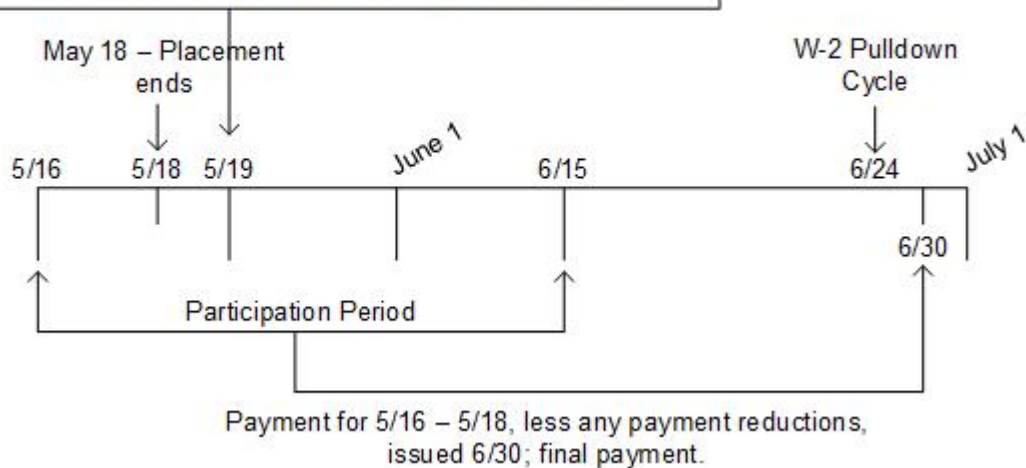 May 18 – Placement
ends
W-2 Pulldown
Cycle
5/16
5/18
5/19
June 1
6/15
6/24
July 1
6/30
Participation Period
Payment for 5/16 – 5/18, less any payment reductions,
issued 6/30; final payment.